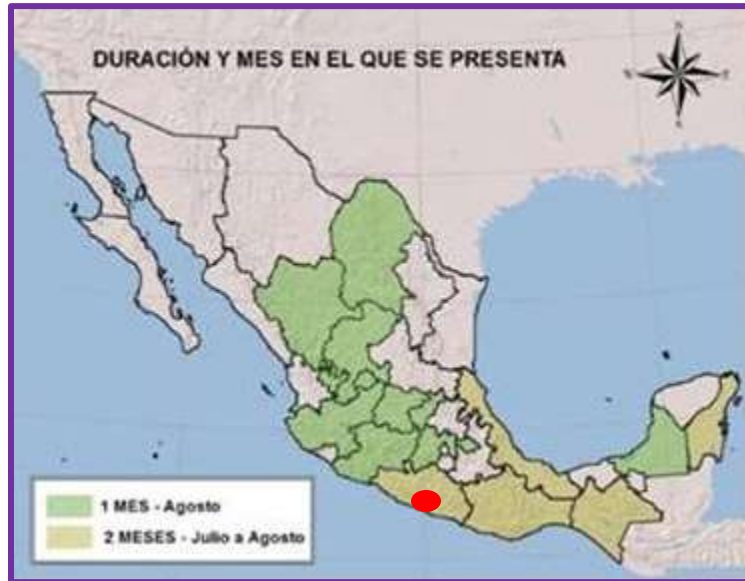 DURACIÓN Y MES EN EL QUE SE PRESENTA
N
1 MES - Agosto
2 MESES - Julio a Agosto